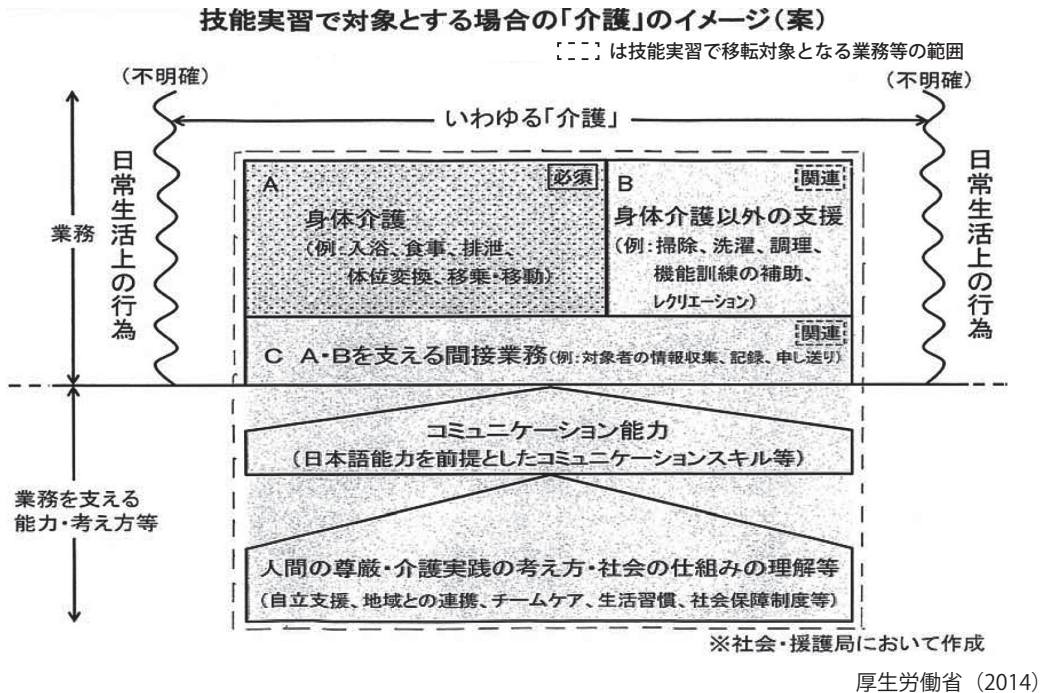 技能実習で対象とする場合の「介護」のイメージ(案)
は技能実習で移転対象となる業務等の範囲
(不明確)
(不明確)
いわゆる「介護」
業務
日常生活上の行為
A
必須
身体介護
(例:入浴、食事、排泄、
体位変換、移乗・移動)
B
関連
身体介護以外の支援
(例:掃除、洗濯、調理、
機能訓練の補助、
レクリエーション)
日常生活上の行為
関連
C A・Bを支える間接業務(例:対象者の情報収集、記録、申し送り)
コミュニケーション能力
(日本語能力を前提としたコミュニケーションスキル等)
業務を支える
能力・考え方等
人間の尊厳・介護実践の考え方・社会の仕組みの理解等
(自立支援、地域との連携、チームケア、生活習慣、社会保障制度等)
※社会・援護局において作成
厚生労働省(2014)